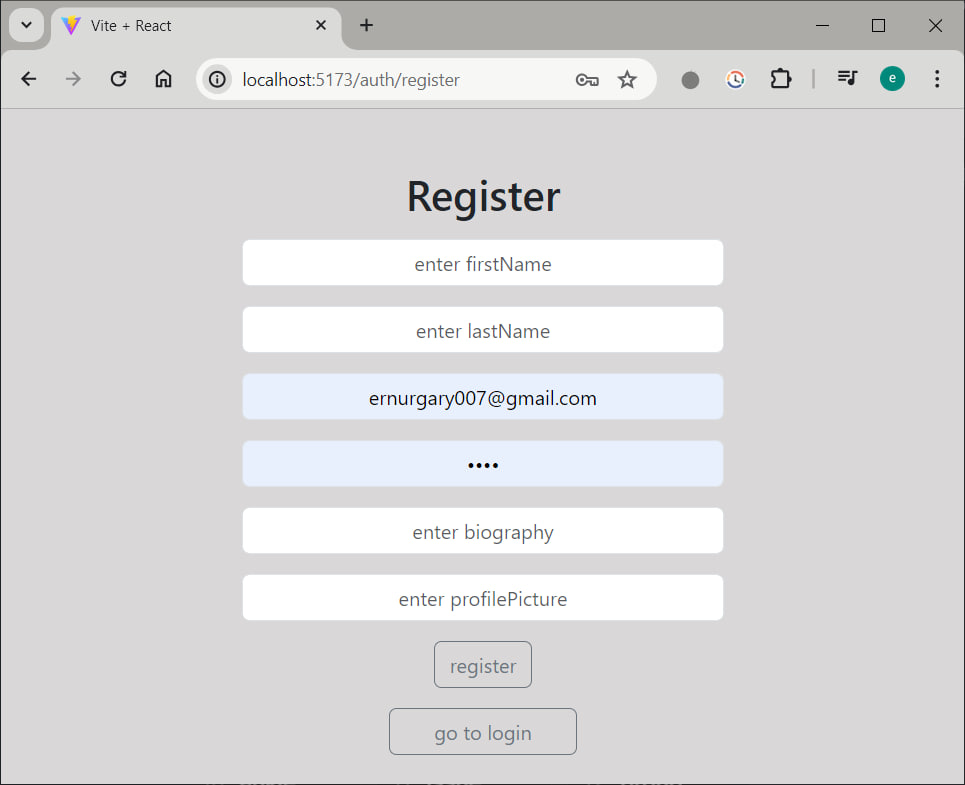 Vite + React
localhost:5173/auth/register
e
Register
enter firstName
enter lastName
ernurgary007@gmail.com
••••
enter biography
enter profilePicture
register
go to login